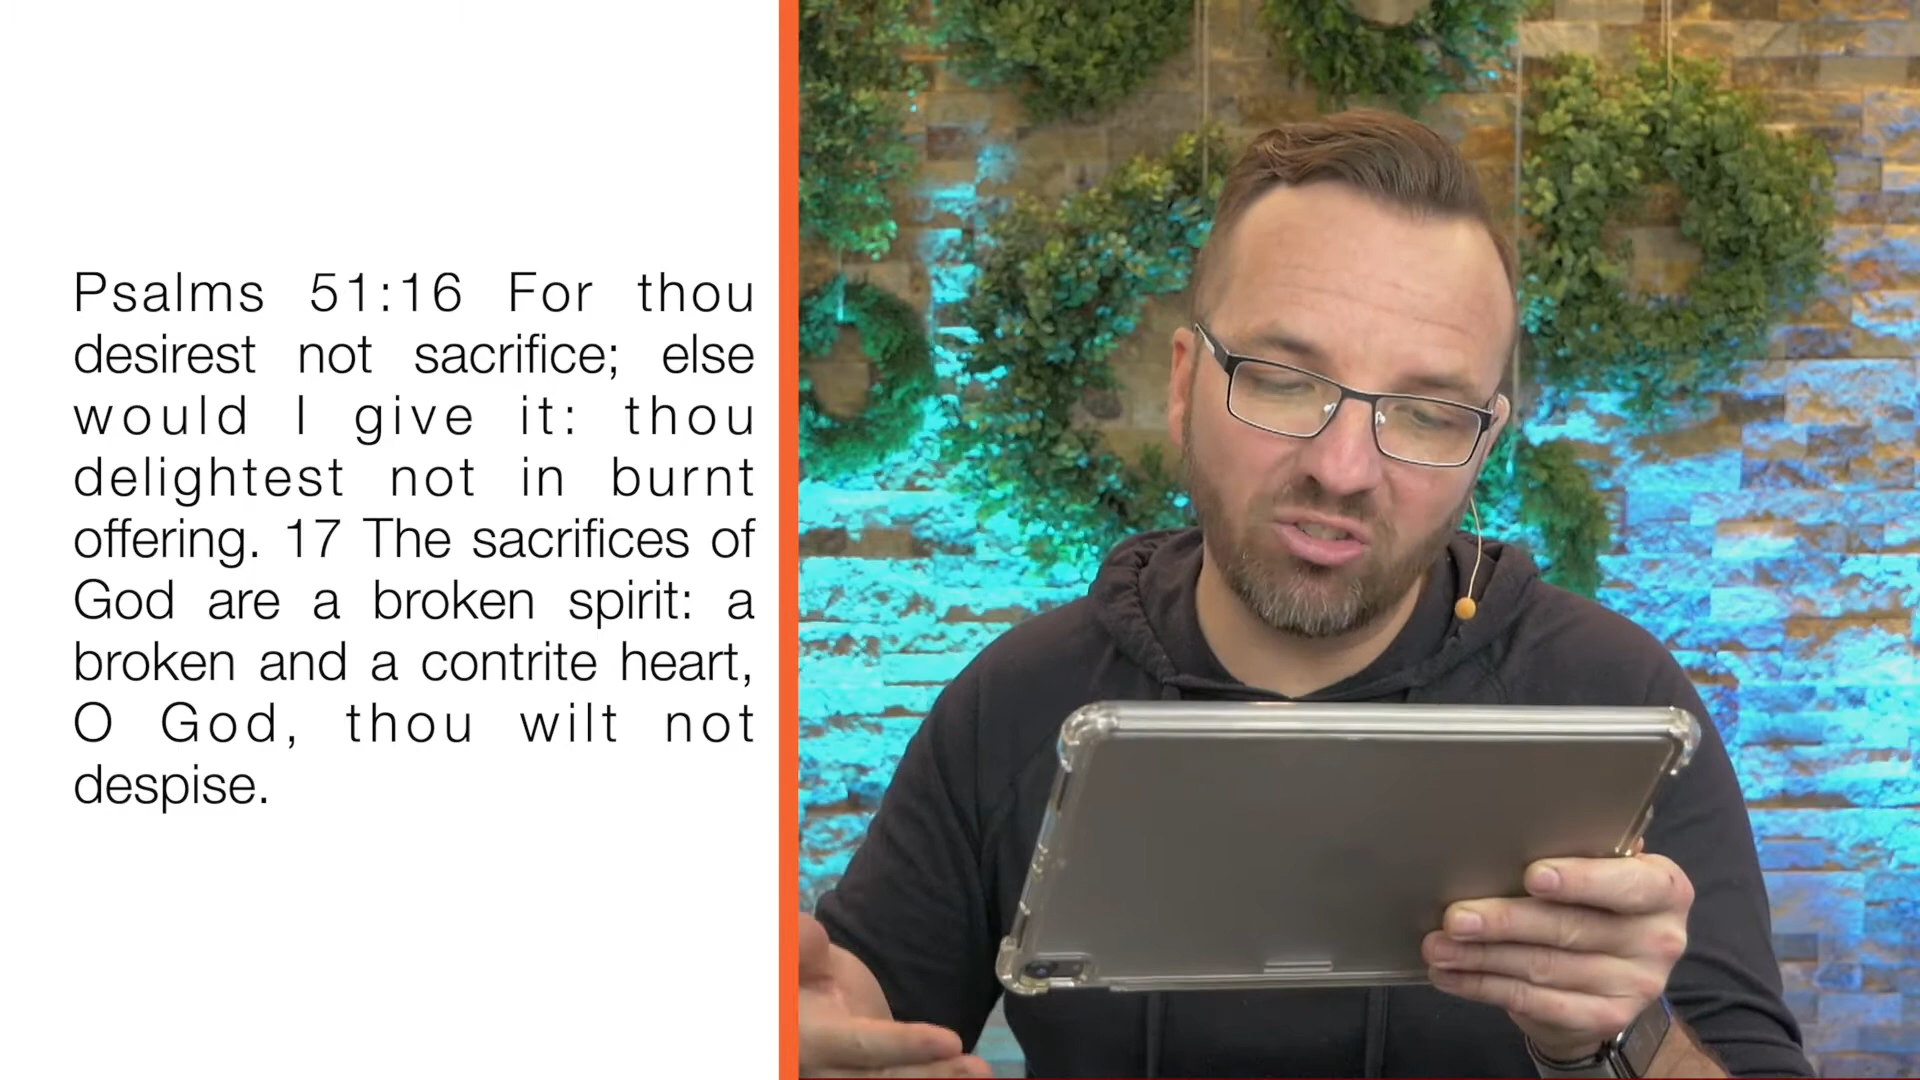 Psalms 51:16 For thou
desirest not sacrifice; else
would I give it: thou
delightest not in burnt
offering. 17 The sacrifices of
God are a broken spirit: a
broken and a contrite heart,
O God, thou wilt not
despise.